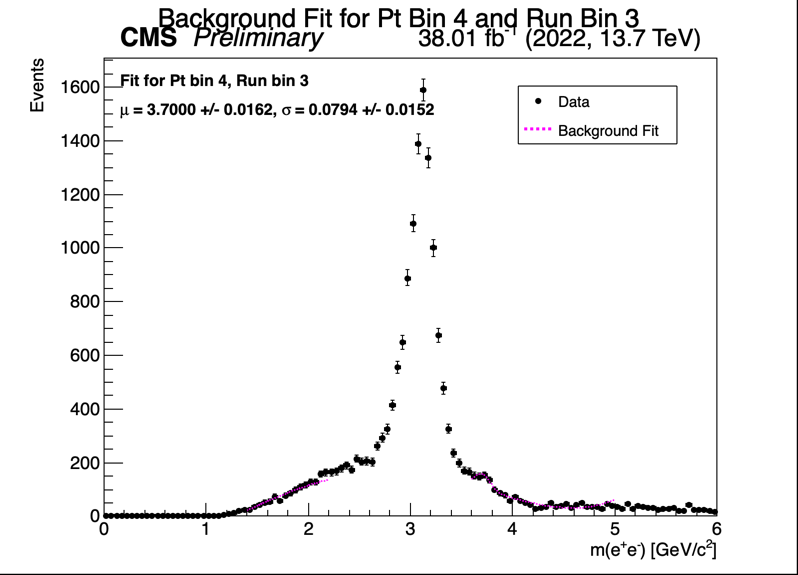 Background Fit for Pt Bin 4 and Run Bin 3
CMS Preliminary 38.01 fb⁻¹ (2022, 13.7 TeV)
Events
Fit for Pt bin 4, Run bin 3
μ = 3.7000 +/- 0.0162, σ = 0.0794 +/- 0.0152
Data
Background Fit
1600
1400
1200
1000
800
600
400
200
0
0 1 2 3 4 5 6
m(e⁺e⁻) [GeV/c²]